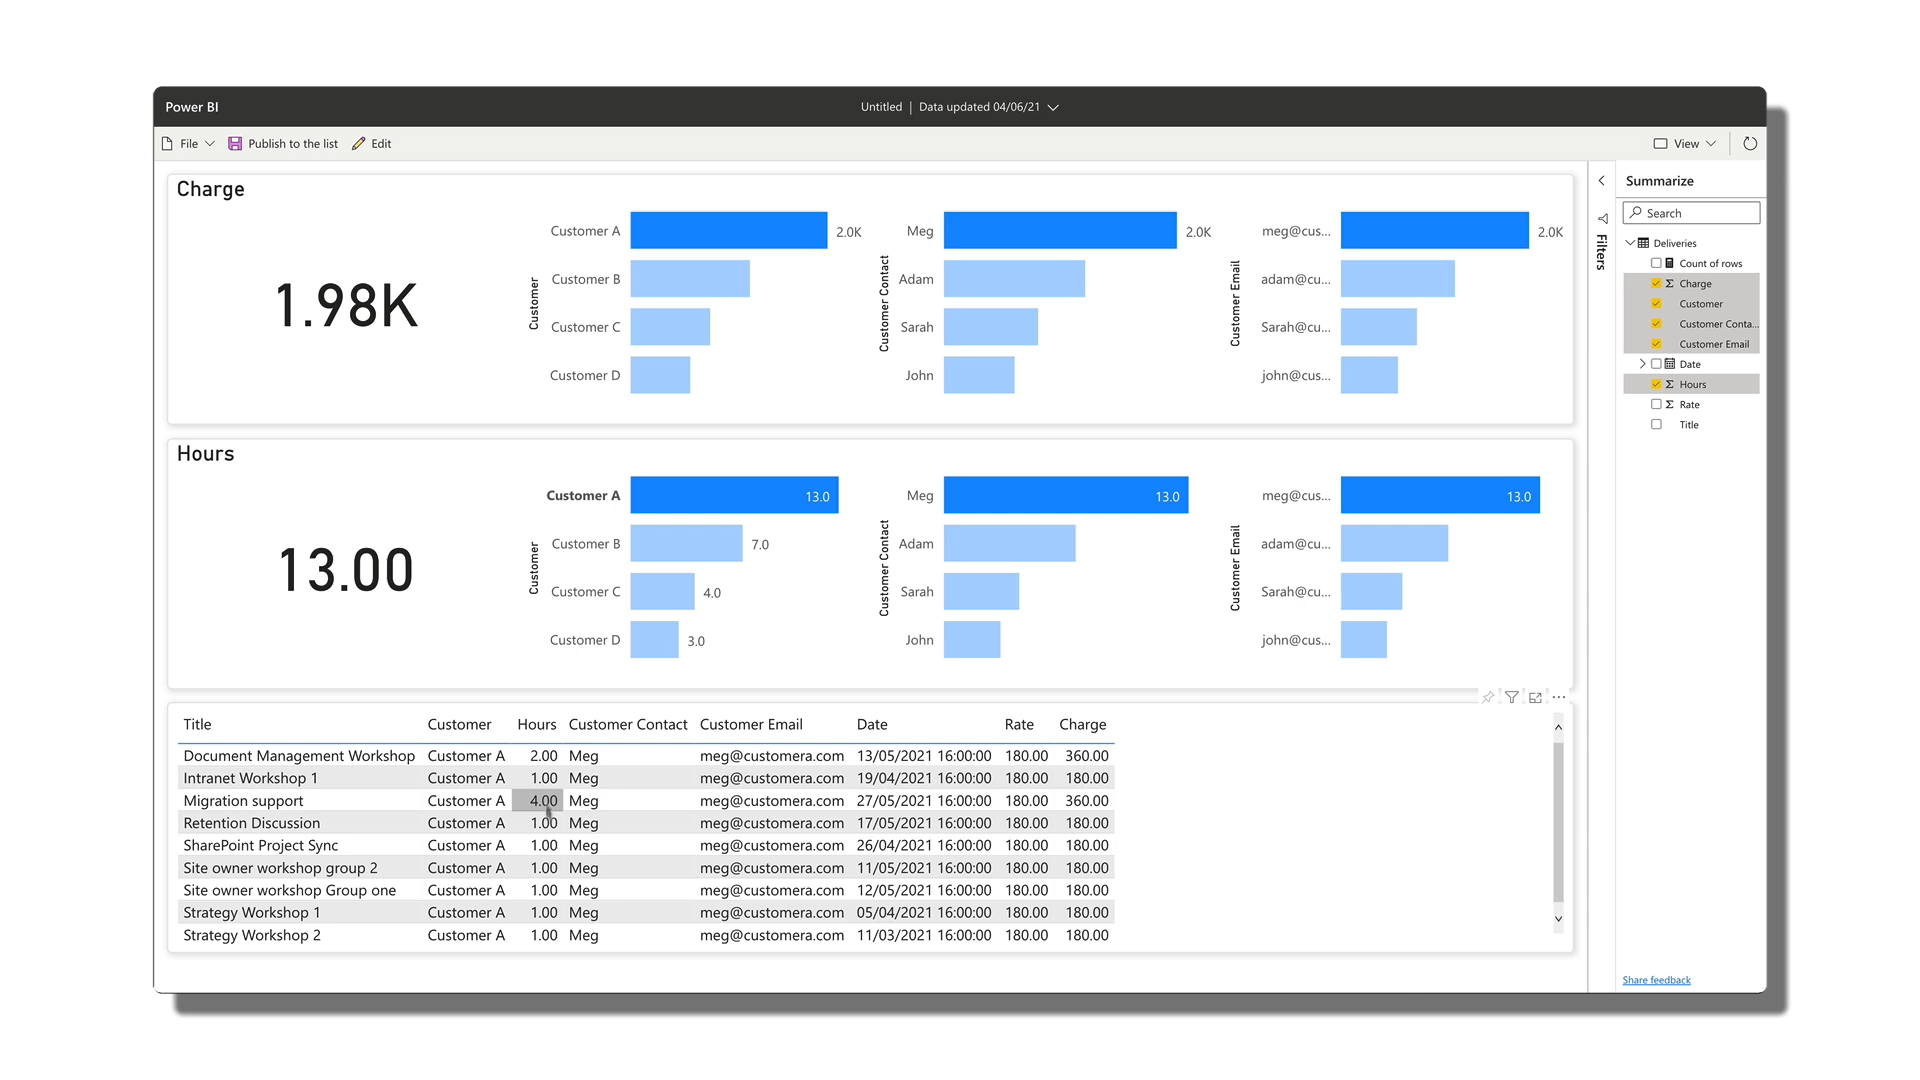 Power BI
Untitled | Data updated 04/06/21
File
Publish to the list
Edit
View
Charge
1.98K
Customer
Customer A 2.0K
Customer B
Customer C
Customer D
Customer Contact
Meg 2.0K
Adam
Sarah
John
Customer Email
meg@cus... 2.0K
adam@cu...
Sarah@cu...
john@cus...
Hours
13.00
Customer
Customer A 13.0
Customer B 7.0
Customer C 4.0
Customer D 3.0
Customer Contact
Meg 13.0
Adam
Sarah
John
Customer Email
meg@cus... 13.0
adam@cu...
Sarah@cu...
john@cus...
Title Customer Hours Customer Contact Customer Email Date Rate Charge
Document Management Workshop Customer A 2.00 Meg meg@customera.com 13/05/2021 16:00:00 180.00 360.00
Intranet Workshop 1 Customer A 1.00 Meg meg@customera.com 19/04/2021 16:00:00 180.00 180.00
Migration support Customer A 4.00 Meg meg@customera.com 27/05/2021 16:00:00 180.00 360.00
Retention Discussion Customer A 1.00 Meg meg@customera.com 17/05/2021 16:00:00 180.00 180.00
SharePoint Project Sync Customer A 1.00 Meg meg@customera.com 26/04/2021 16:00:00 180.00 180.00
Site owner workshop group 2 Customer A 1.00 Meg meg@customera.com 11/05/2021 16:00:00 180.00 180.00
Site owner workshop Group one Customer A 1.00 Meg meg@customera.com 12/05/2021 16:00:00 180.00 180.00
Strategy Workshop 1 Customer A 1.00 Meg meg@customera.com 05/04/2021 16:00:00 180.00 180.00
Strategy Workshop 2 Customer A 1.00 Meg meg@customera.com 11/03/2021 16:00:00 180.00 180.00
Filters
Summarize
Search
Deliveries
Count of rows
Σ Charge
Customer
Customer Conta...
Customer Email
Date
Σ Hours
Σ Rate
Title
Share feedback